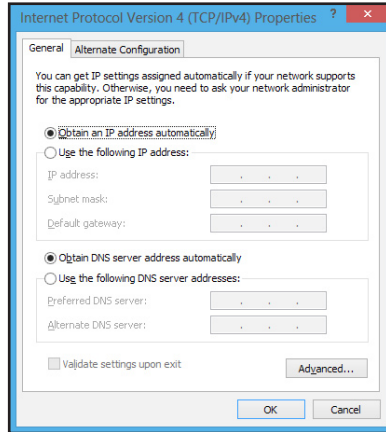 Internet Protocol Version 4 (TCP/IPv4) Properties ? ×
General Alternate Configuration
You can get IP settings assigned automatically if your network supports
this capability. Otherwise, you need to ask your network administrator
for the appropriate IP settings.
Obtain an IP address automatically
Use the following IP address:
IP address: . . .
Subnet mask: . . .
Default gateway: . . .
Obtain DNS server address automatically
Use the following DNS server addresses:
Preferred DNS server: . . .
Alternate DNS server: . . .
Validate settings upon exit
Advanced...
OK Cancel